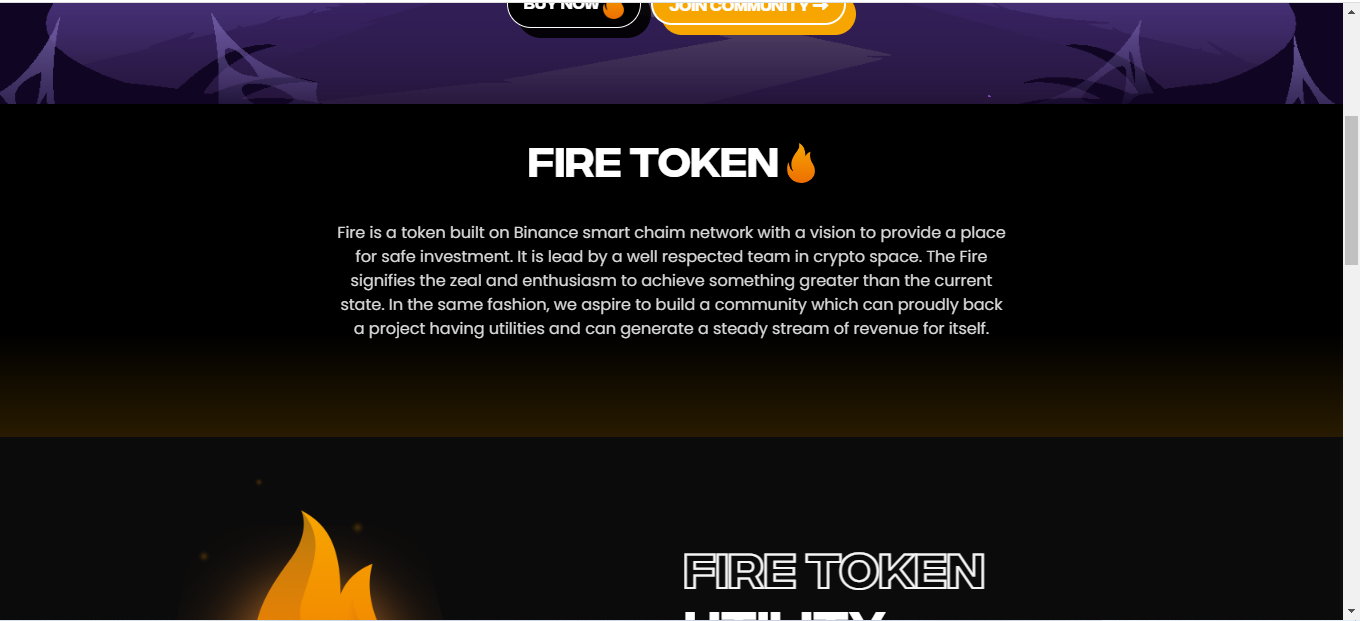 BUY NOW
JOIN COMMUNITY →
FIRE TOKEN
Fire is a token built on Binance smart chaim network with a vision to provide a place
for safe investment. It is lead by a well respected team in crypto space. The Fire
signifies the zeal and enthusiasm to achieve something greater than the current
state. In the same fashion, we aspire to build a community which can proudly back
a project having utilities and can generate a steady stream of revenue for itself.
FIRE TOKEN
UTILITY